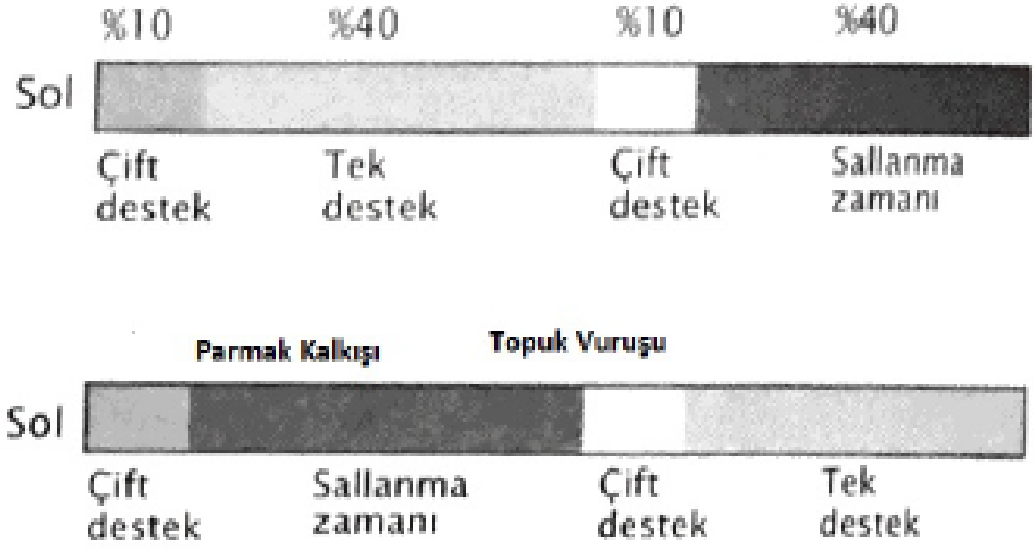 %10 %40 %10 %40
Sol
Çift Tek Çift Sallanma
destek destek destek zamanı
Parmak Kalkışı Topuk Vuruşu
Sol
Çift Sallanma Çift Tek
destek zamanı destek destek